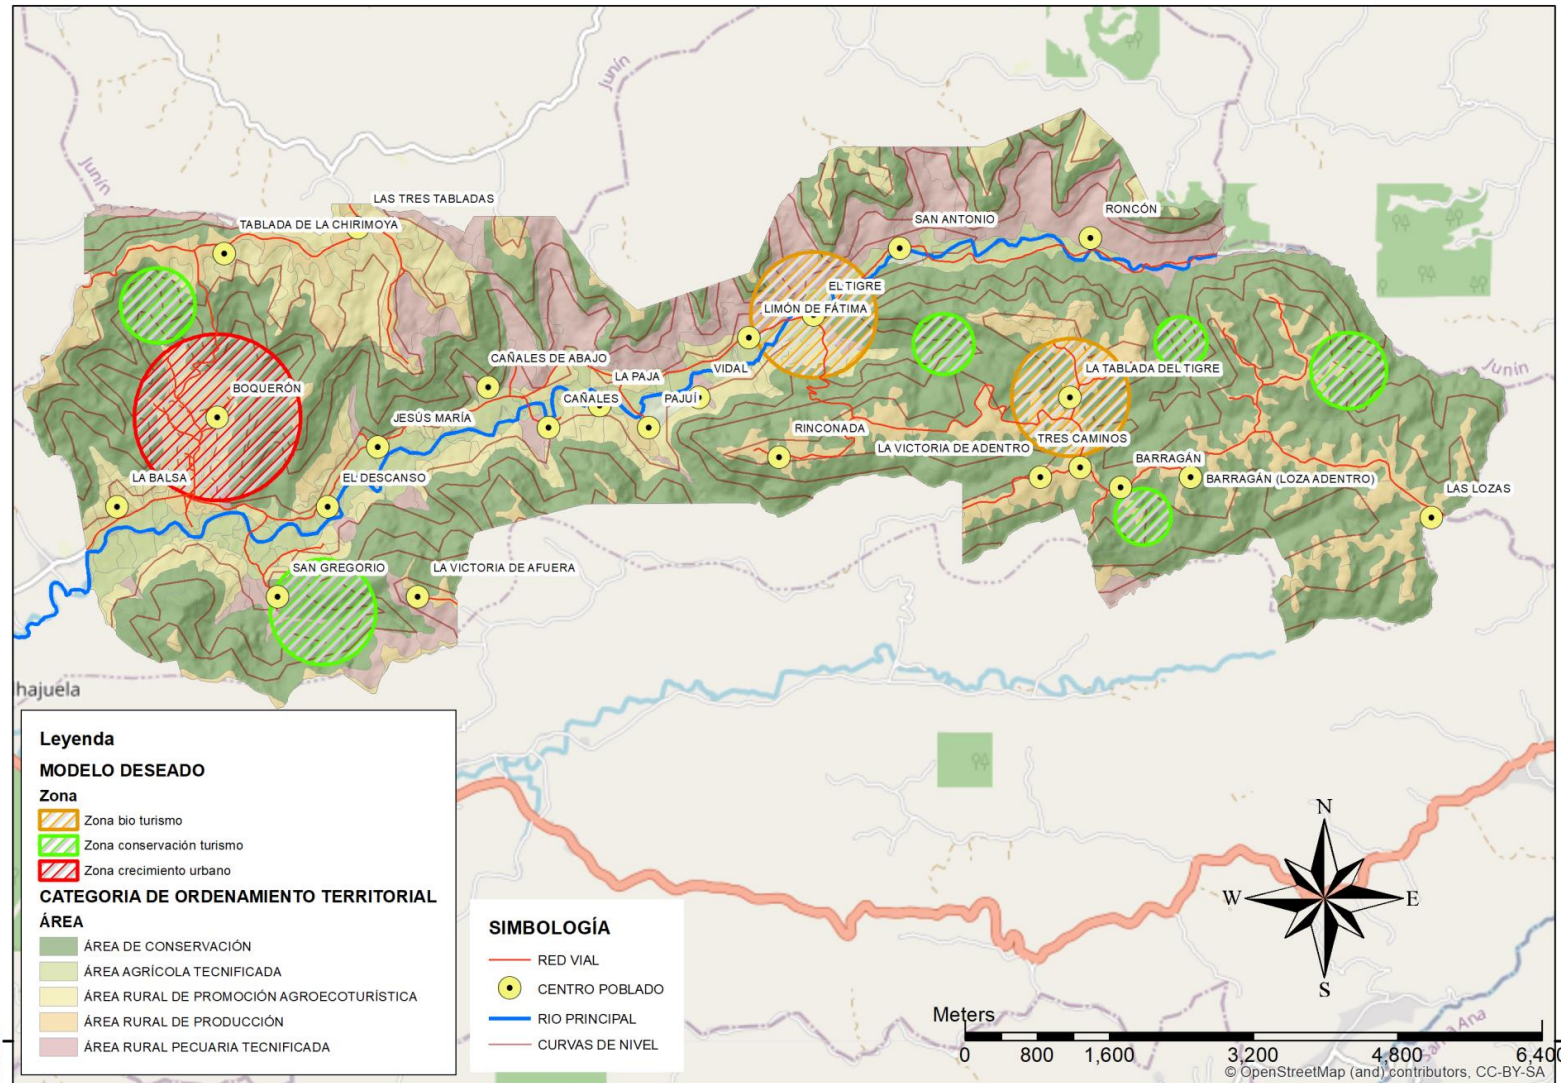 Junín
Junín
LAS TRES TABLADAS
TABLADA DE LA CHIRIMOYA
SAN ANTONIO
RONCÓN
EL TIGRE
LIMÓN DE FÁTIMA
CAÑALES DE ABAJO
VIDAL
LA TABLADA DEL TIGRE
Junín
BOQUERÓN
LA PAJA
CAÑALES
PAJUÍ
JESÚS MARÍA
RINCONADA
TRES CAMINOS
LA VICTORIA DE ADENTRO
BARRAGÁN
LA BALSA
EL DESCANSO
BARRAGÁN (LOZA ADENTRO)
LAS LOZAS
SAN GREGORIO
LA VICTORIA DE AFUERA
lhajuela
Leyenda
MODELO DESEADO
Zona
Zona bio turismo
Zona conservación turismo
Zona crecimiento urbano
CATEGORIA DE ORDENAMIENTO TERRITORIAL
ÁREA
ÁREA DE CONSERVACIÓN
ÁREA AGRÍCOLA TECNIFICADA
ÁREA RURAL DE PROMOCIÓN AGROECOTURÍSTICA
ÁREA RURAL DE PRODUCCIÓN
ÁREA RURAL PECUARIA TECNIFICADA
SIMBOLOGÍA
RED VIAL
CENTRO POBLADO
RIO PRINCIPAL
CURVAS DE NIVEL
N
W
E
S
Meters
0 800 1,600 3,200 4,800 6,400
Santa Ana
© OpenStreetMap (and) contributors, CC-BY-SA